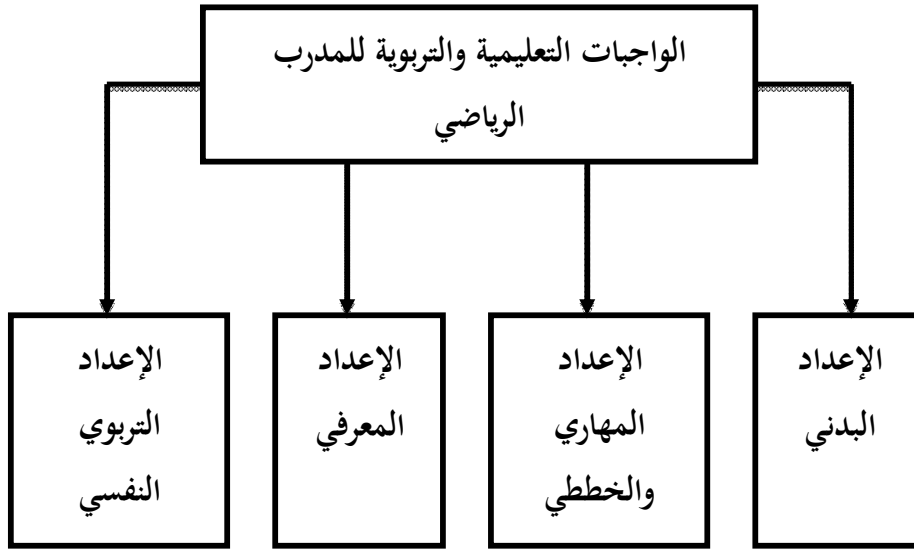 الواجبات التعليمية والتربوية للمدرب
الرياضي
الإعداد
البدني
الإعداد
المهاري
والخططي
الإعداد
المعرفي
الإعداد
التربوي
النفسي